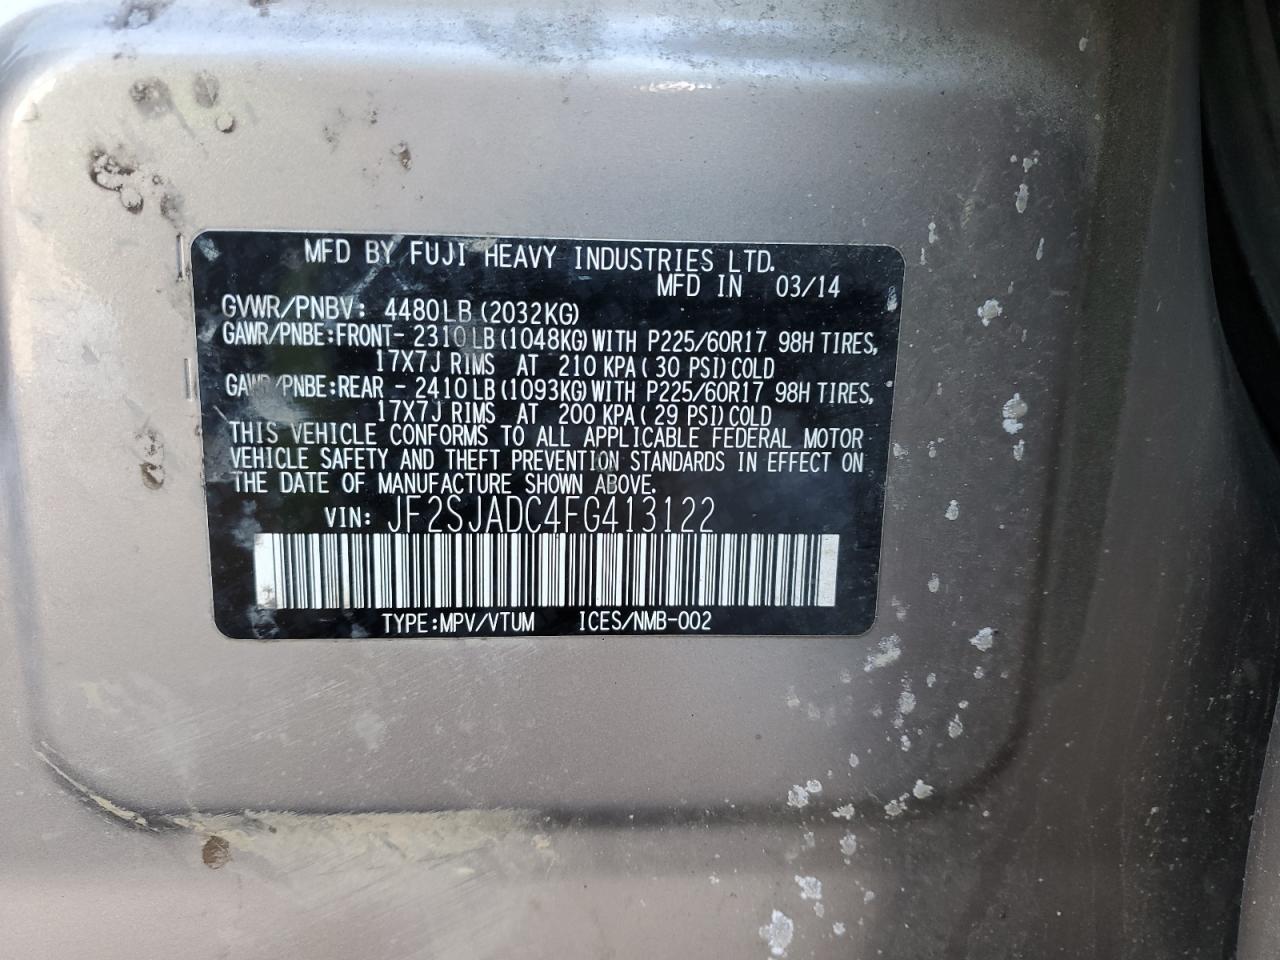 MFD BY FUJI HEAVY INDUSTRIES LTD.
MFD IN 03/14
GVWR/PNBV: 4480LB (2032KG)
GAWR/PNBE:FRONT- 2310LB(1048KG)WITH P225/60R17 98H TIRES,
17X7J RIMS AT 210 KPA( 30 PSI)COLD
GAWR/PNBE:REAR - 2410LB(1093KG)WITH P225/60R17 98H TIRES,
17X7J RIMS AT 200 KPA( 29 PSI)COLD
THIS VEHICLE CONFORMS TO ALL APPLICABLE FEDERAL MOTOR
VEHICLE SAFETY AND THEFT PREVENTION STANDARDS IN EFFECT ON
THE DATE OF MANUFACTURE SHOWN ABOVE.
VIN: JF2SJADC4FG413122
TYPE:MPV/VTUM ICES/NMB-002